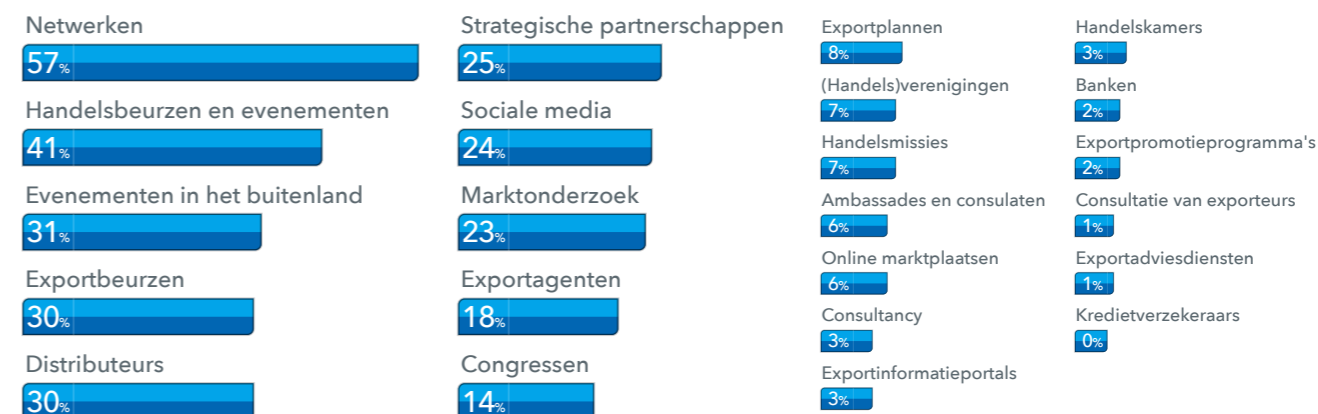 Netwerken
57%
Handelsbeurzen en evenementen
41%
Evenementen in het buitenland
31%
Exportbeurzen
30%
Distributeurs
30%
Strategische partnerschappen
25%
Sociale media
24%
Marktonderzoek
23%
Exportagenten
18%
Congressen
14%
Exportplannen
8%
(Handels)verenigingen
7%
Handelsmissies
7%
Ambassades en consulaten
6%
Online marktplaatsen
6%
Consultancy
3%
Exportinformatieportals
3%
Handelskamers
3%
Banken
2%
Exportpromotieprogramma's
2%
Consultatie van exporteurs
1%
Exportadviesdiensten
1%
Kredietverzekeraars
0%